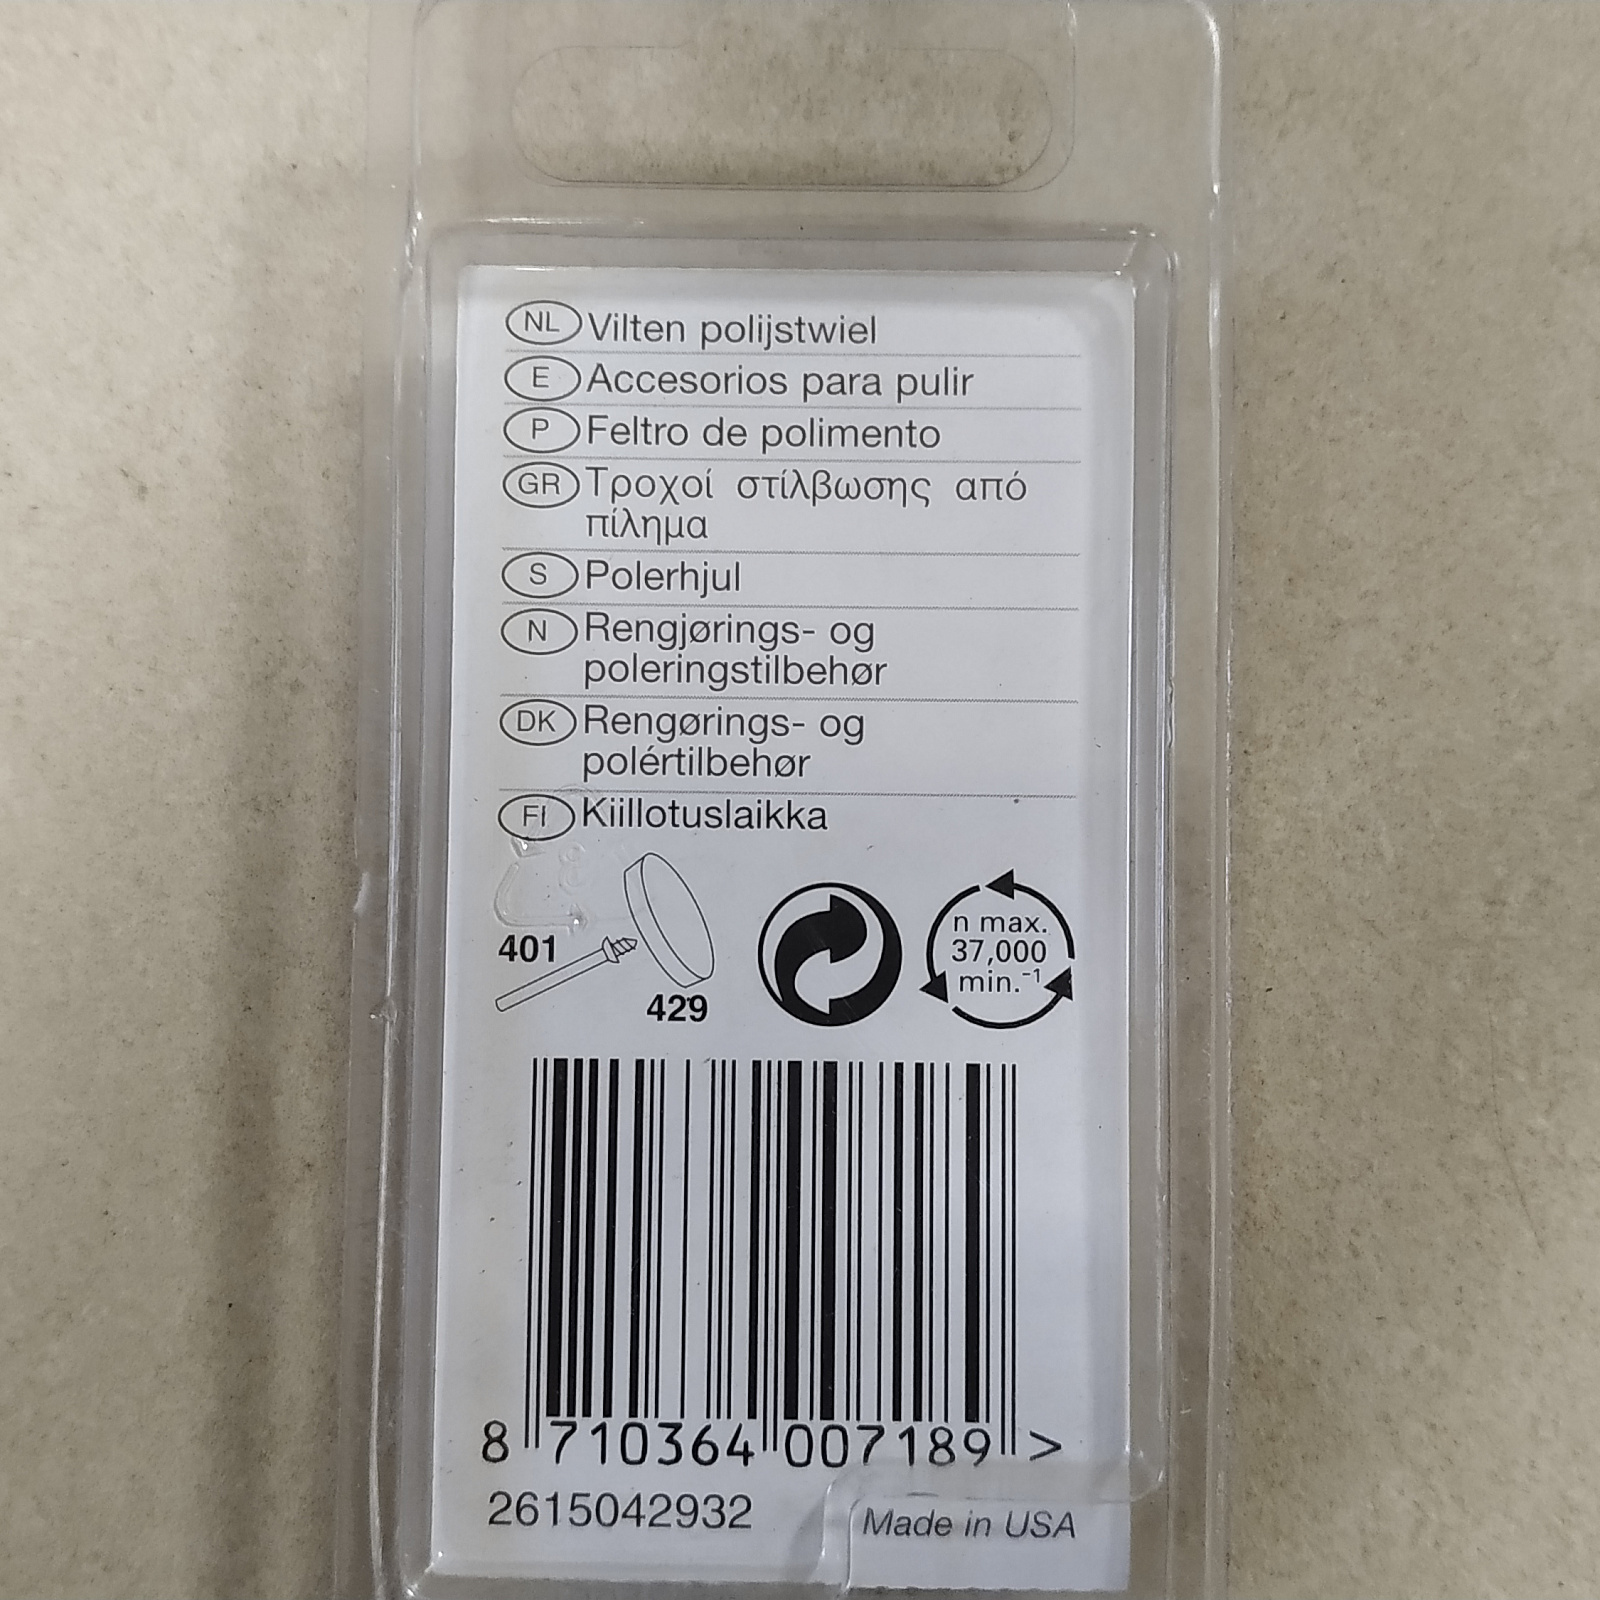 NL Vilten polijstwiel
E Accesorios para pulir
P Feltro de polimento
GR Τροχοί στίλβωσης από
πίλημα
S Polerhjul
N Rengjørings- og
poleringstilbehør
DK Rengørings- og
polértilbehør
FI Kiillotuslaikka
401
429
n max.
37,000
min.⁻¹
8 710364 007189 >
2615042932
Made in USA